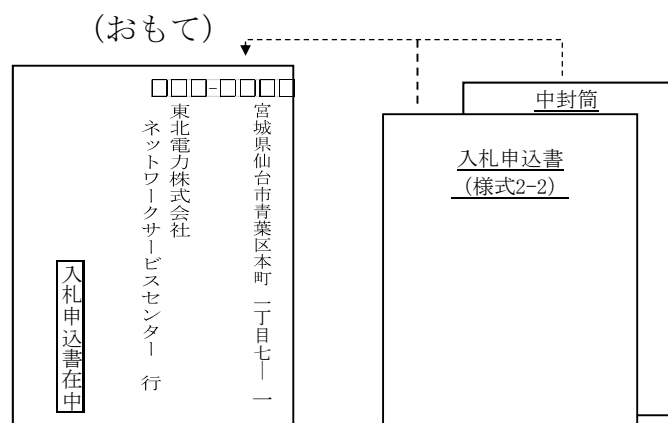 (おもて)
□□□-□□□□
宮城県仙台市青葉区本町 一丁目七― 一
東北電力株式会社
ネットワークサービスセンター 行
入札申込書在中
中封筒
入札申込書
(様式2-2)